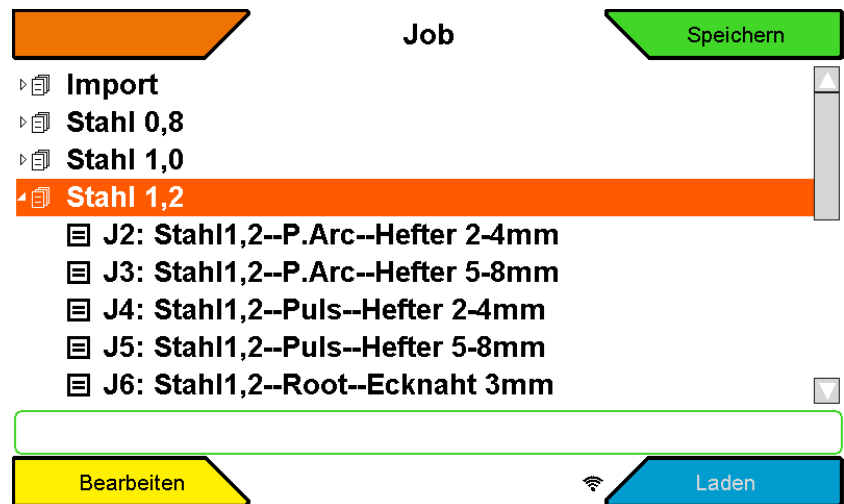 Job
Speichern
Import
Stahl 0,8
Stahl 1,0
Stahl 1,2
J2: Stahl1,2--P.Arc--Hefter 2-4mm
J3: Stahl1,2--P.Arc--Hefter 5-8mm
J4: Stahl1,2--Puls--Hefter 2-4mm
J5: Stahl1,2--Puls--Hefter 5-8mm
J6: Stahl1,2--Root--Ecknaht 3mm
Bearbeiten
Laden